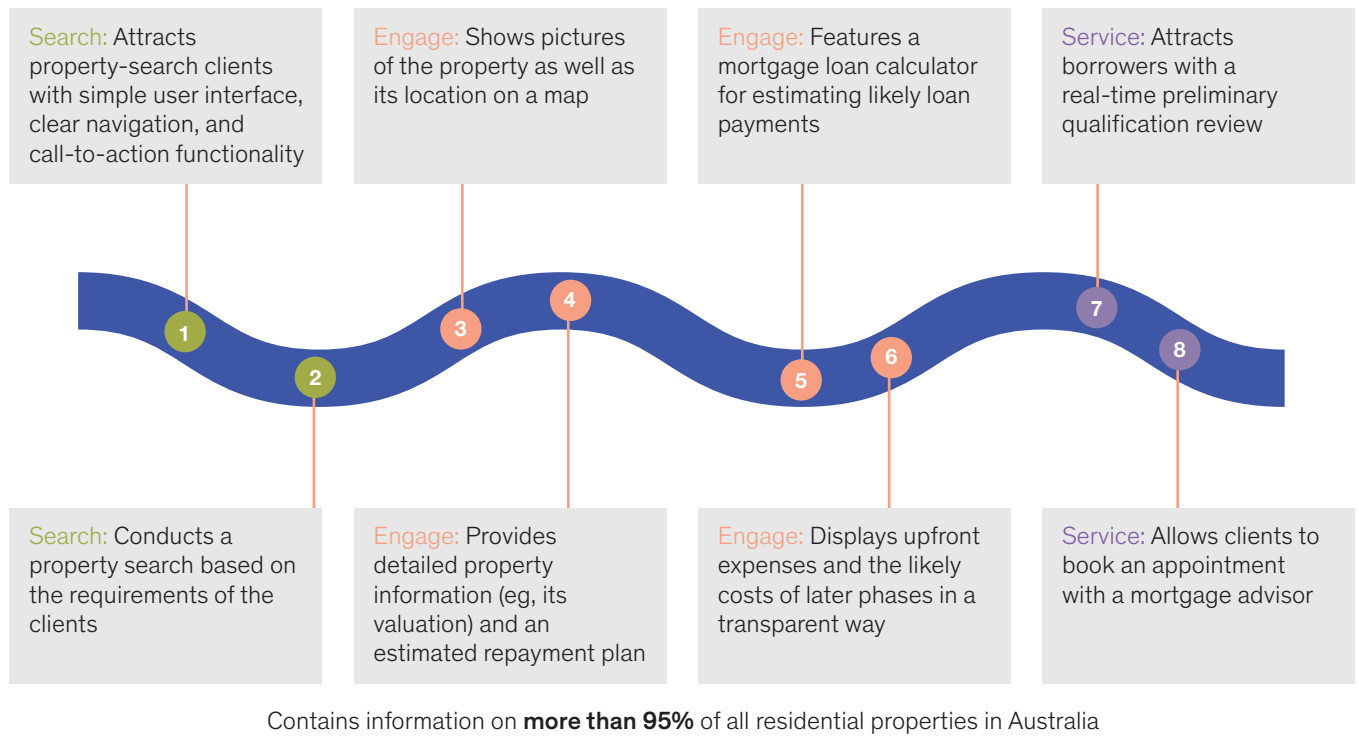 Search: Attracts
property-search clients
with simple user interface,
clear navigation, and
call-to-action functionality
Engage: Shows pictures
of the property as well as
its location on a map
Engage: Features a
mortgage loan calculator
for estimating likely loan
payments
Service: Attracts
borrowers with a
real-time preliminary
qualification review
1
2
3
4
5
6
7
8
Search: Conducts a
property search based on
the requirements of the
clients
Engage: Provides
detailed property
information (eg, its
valuation) and an
estimated repayment plan
Engage: Displays upfront
expenses and the likely
costs of later phases in a
transparent way
Service: Allows clients to
book an appointment
with a mortgage advisor
Contains information on more than 95% of all residential properties in Australia